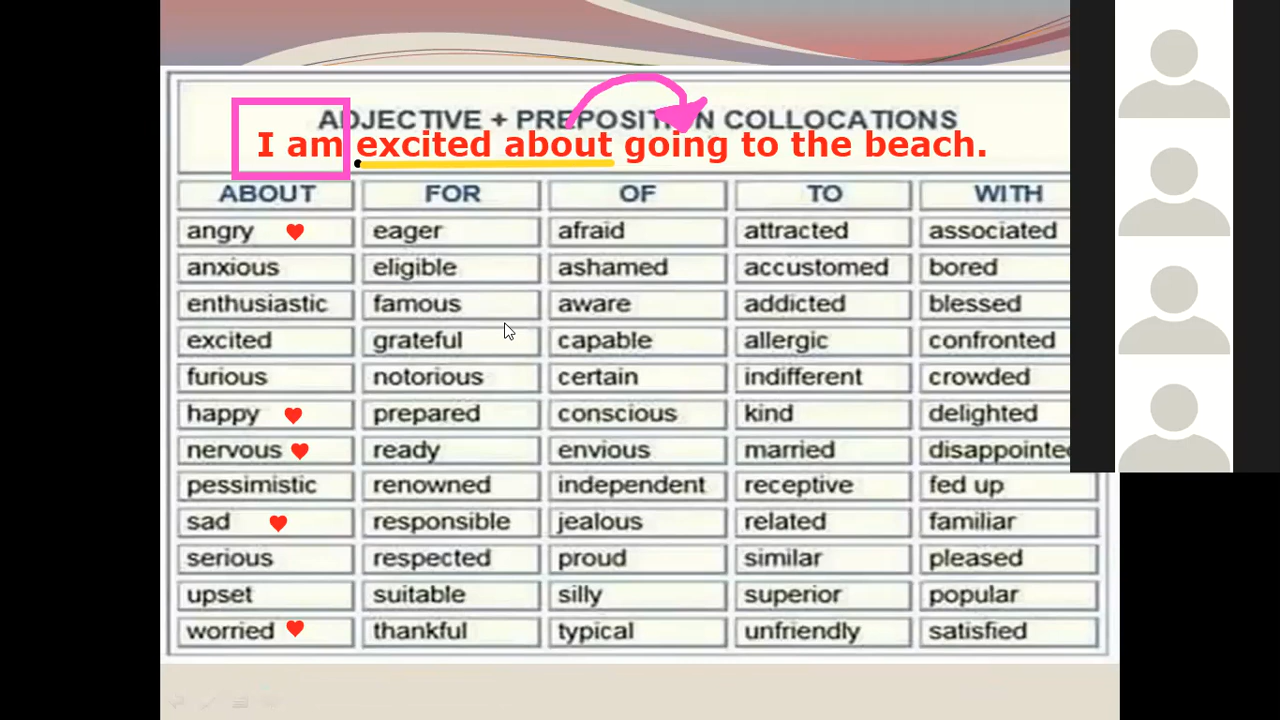 ADJECTIVE + PREPOSITION COLLOCATIONS
I am excited about going to the beach.
ABOUT FOR OF TO WITH
angry eager afraid attracted associated
anxious eligible ashamed accustomed bored
enthusiastic famous aware addicted blessed
excited grateful capable allergic confronted
furious notorious certain indifferent crowded
happy prepared conscious kind delighted
nervous ready envious married disappointed
pessimistic renowned independent receptive fed up
sad responsible jealous related familiar
serious respected proud similar pleased
upset suitable silly superior popular
worried thankful typical unfriendly satisfied